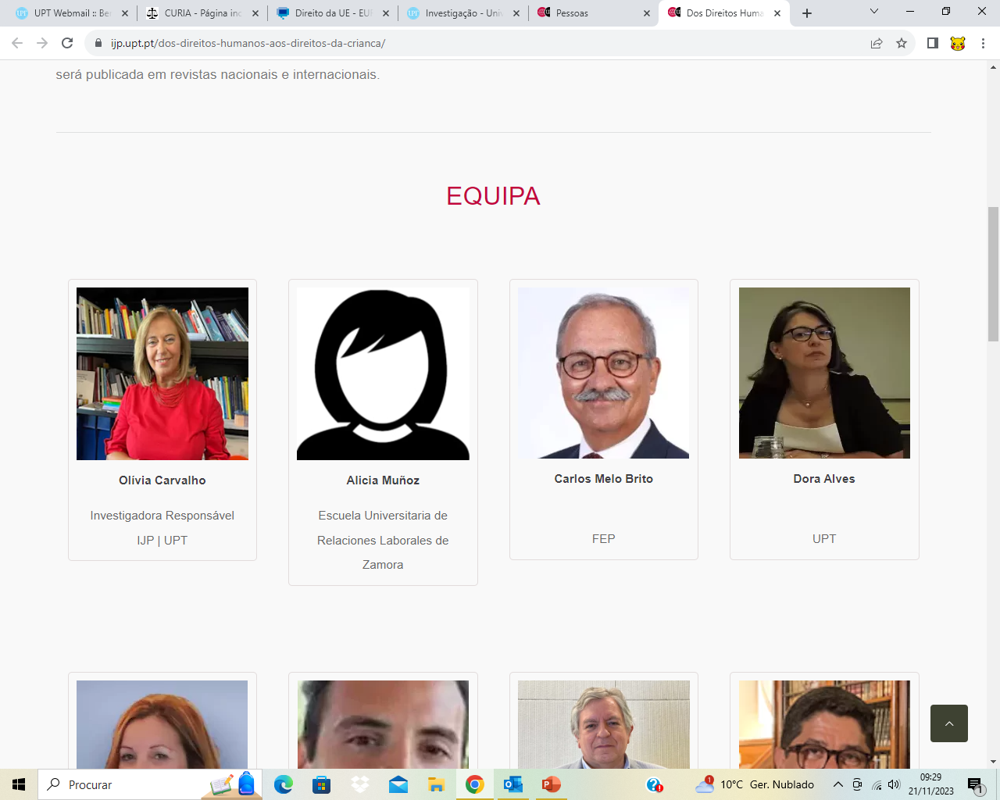 UPT Webmail :: Be
CURIA - Página in
Direito da UE - EU
Investigação - Uni
Pessoas
Dos Direitos Huma
ijp.upt.pt/dos-direitos-humanos-aos-direitos-da-crianca/
será publicada em revistas nacionais e internacionais.
EQUIPA
Olívia Carvalho
Investigadora Responsável
IJP | UPT
Alicia Muñoz
Escuela Universitaria de
Relaciones Laborales de
Zamora
Carlos Melo Brito
FEP
Dora Alves
UPT
Procurar
1
10°C Ger. Nublado
09:29
21/11/2023
1